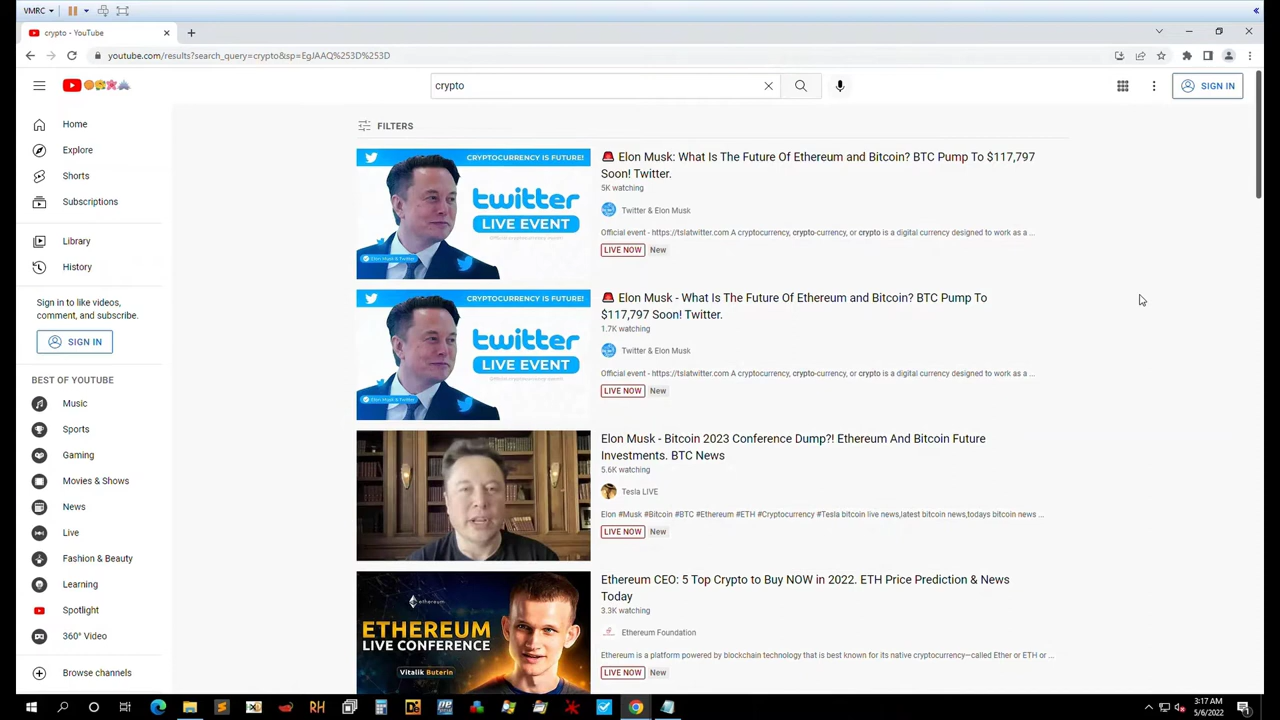 VMRC
crypto - YouTube
youtube.com/results?search_query=crypto&sp=EgJAAQ%253D%253D
crypto
SIGN IN
Home
Explore
Shorts
Subscriptions
Library
History
Sign in to like videos,
comment, and subscribe.
SIGN IN
BEST OF YOUTUBE
Music
Sports
Gaming
Movies & Shows
News
Live
Fashion & Beauty
Learning
Spotlight
360° Video
Browse channels
FILTERS
CRYPTOCURRENCY IS FUTURE!
twitter
LIVE EVENT
Elon Musk & Twitter
Elon Musk: What Is The Future Of Ethereum and Bitcoin? BTC Pump To $117,797
Soon! Twitter.
5K watching
Twitter & Elon Musk
Official event - https://tslatwitter.com A cryptocurrency, crypto-currency, or crypto is a digital currency designed to work as a ...
LIVE NOW New
CRYPTOCURRENCY IS FUTURE!
twitter
LIVE EVENT
Elon Musk & Twitter
Elon Musk - What Is The Future Of Ethereum and Bitcoin? BTC Pump To
$117,797 Soon! Twitter.
1.7K watching
Twitter & Elon Musk
Official event - https://tslatwitter.com A cryptocurrency, crypto-currency, or crypto is a digital currency designed to work as a ...
LIVE NOW New
Elon Musk - Bitcoin 2023 Conference Dump?! Ethereum And Bitcoin Future
Investments. BTC News
5.6K watching
Tesla LIVE
Elon #Musk #Bitcoin #BTC #Ethereum #ETH #Cryptocurrency #Tesla bitcoin live news,latest bitcoin news,todays bitcoin news ...
LIVE NOW New
ethereum
ETHEREUM
LIVE CONFERENCE
Vitalik Buterin
Ethereum CEO: 5 Top Crypto to Buy NOW in 2022. ETH Price Prediction & News
Today
3.3K watching
Ethereum Foundation
Ethereum is a platform powered by blockchain technology that is best known for its native cryptocurrency—called Ether or ETH or ...
LIVE NOW New
RH
3:17 AM
5/6/2022